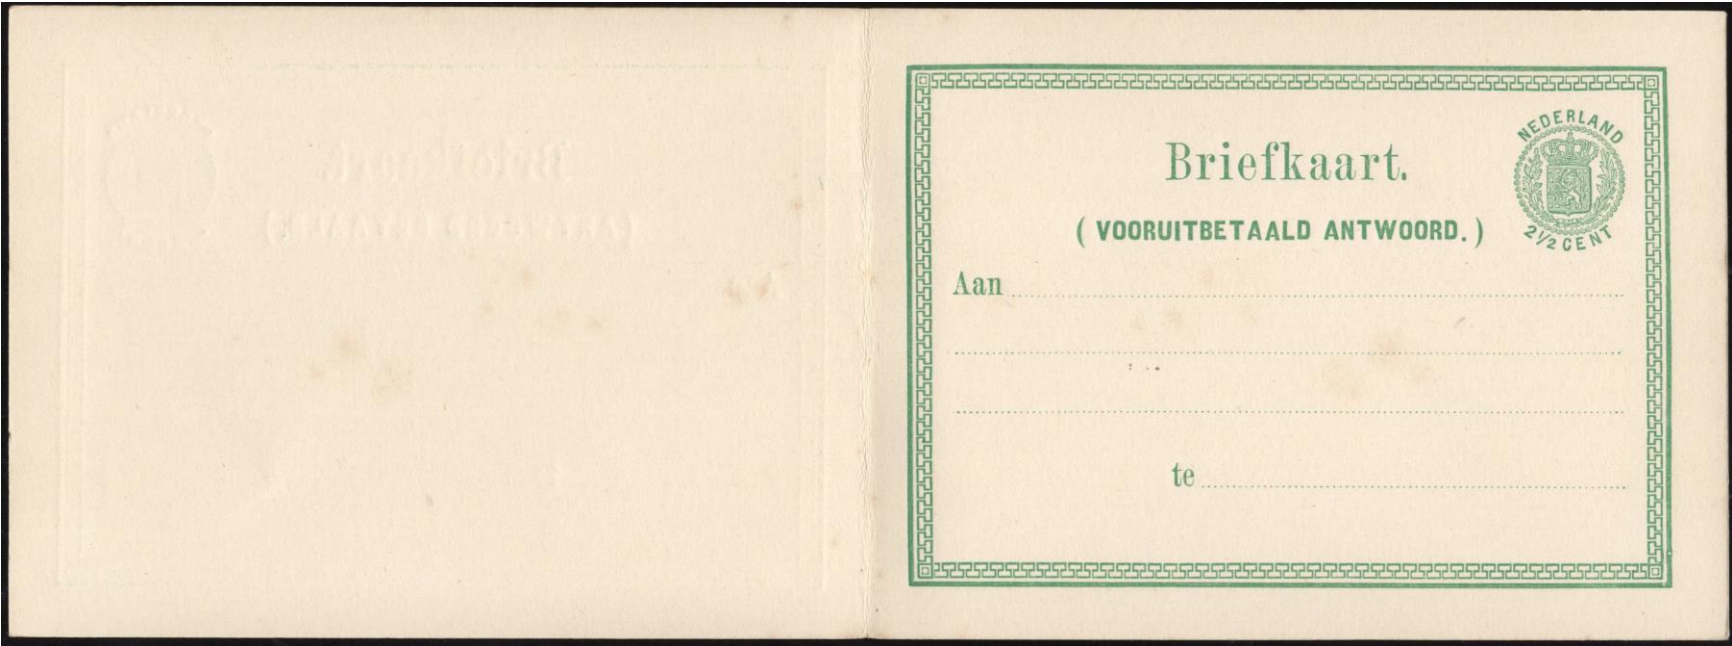 NEDERLAND
2½ CENT
Briefkaart.
( VOORUITBETAALD ANTWOORD. )
Aan
te